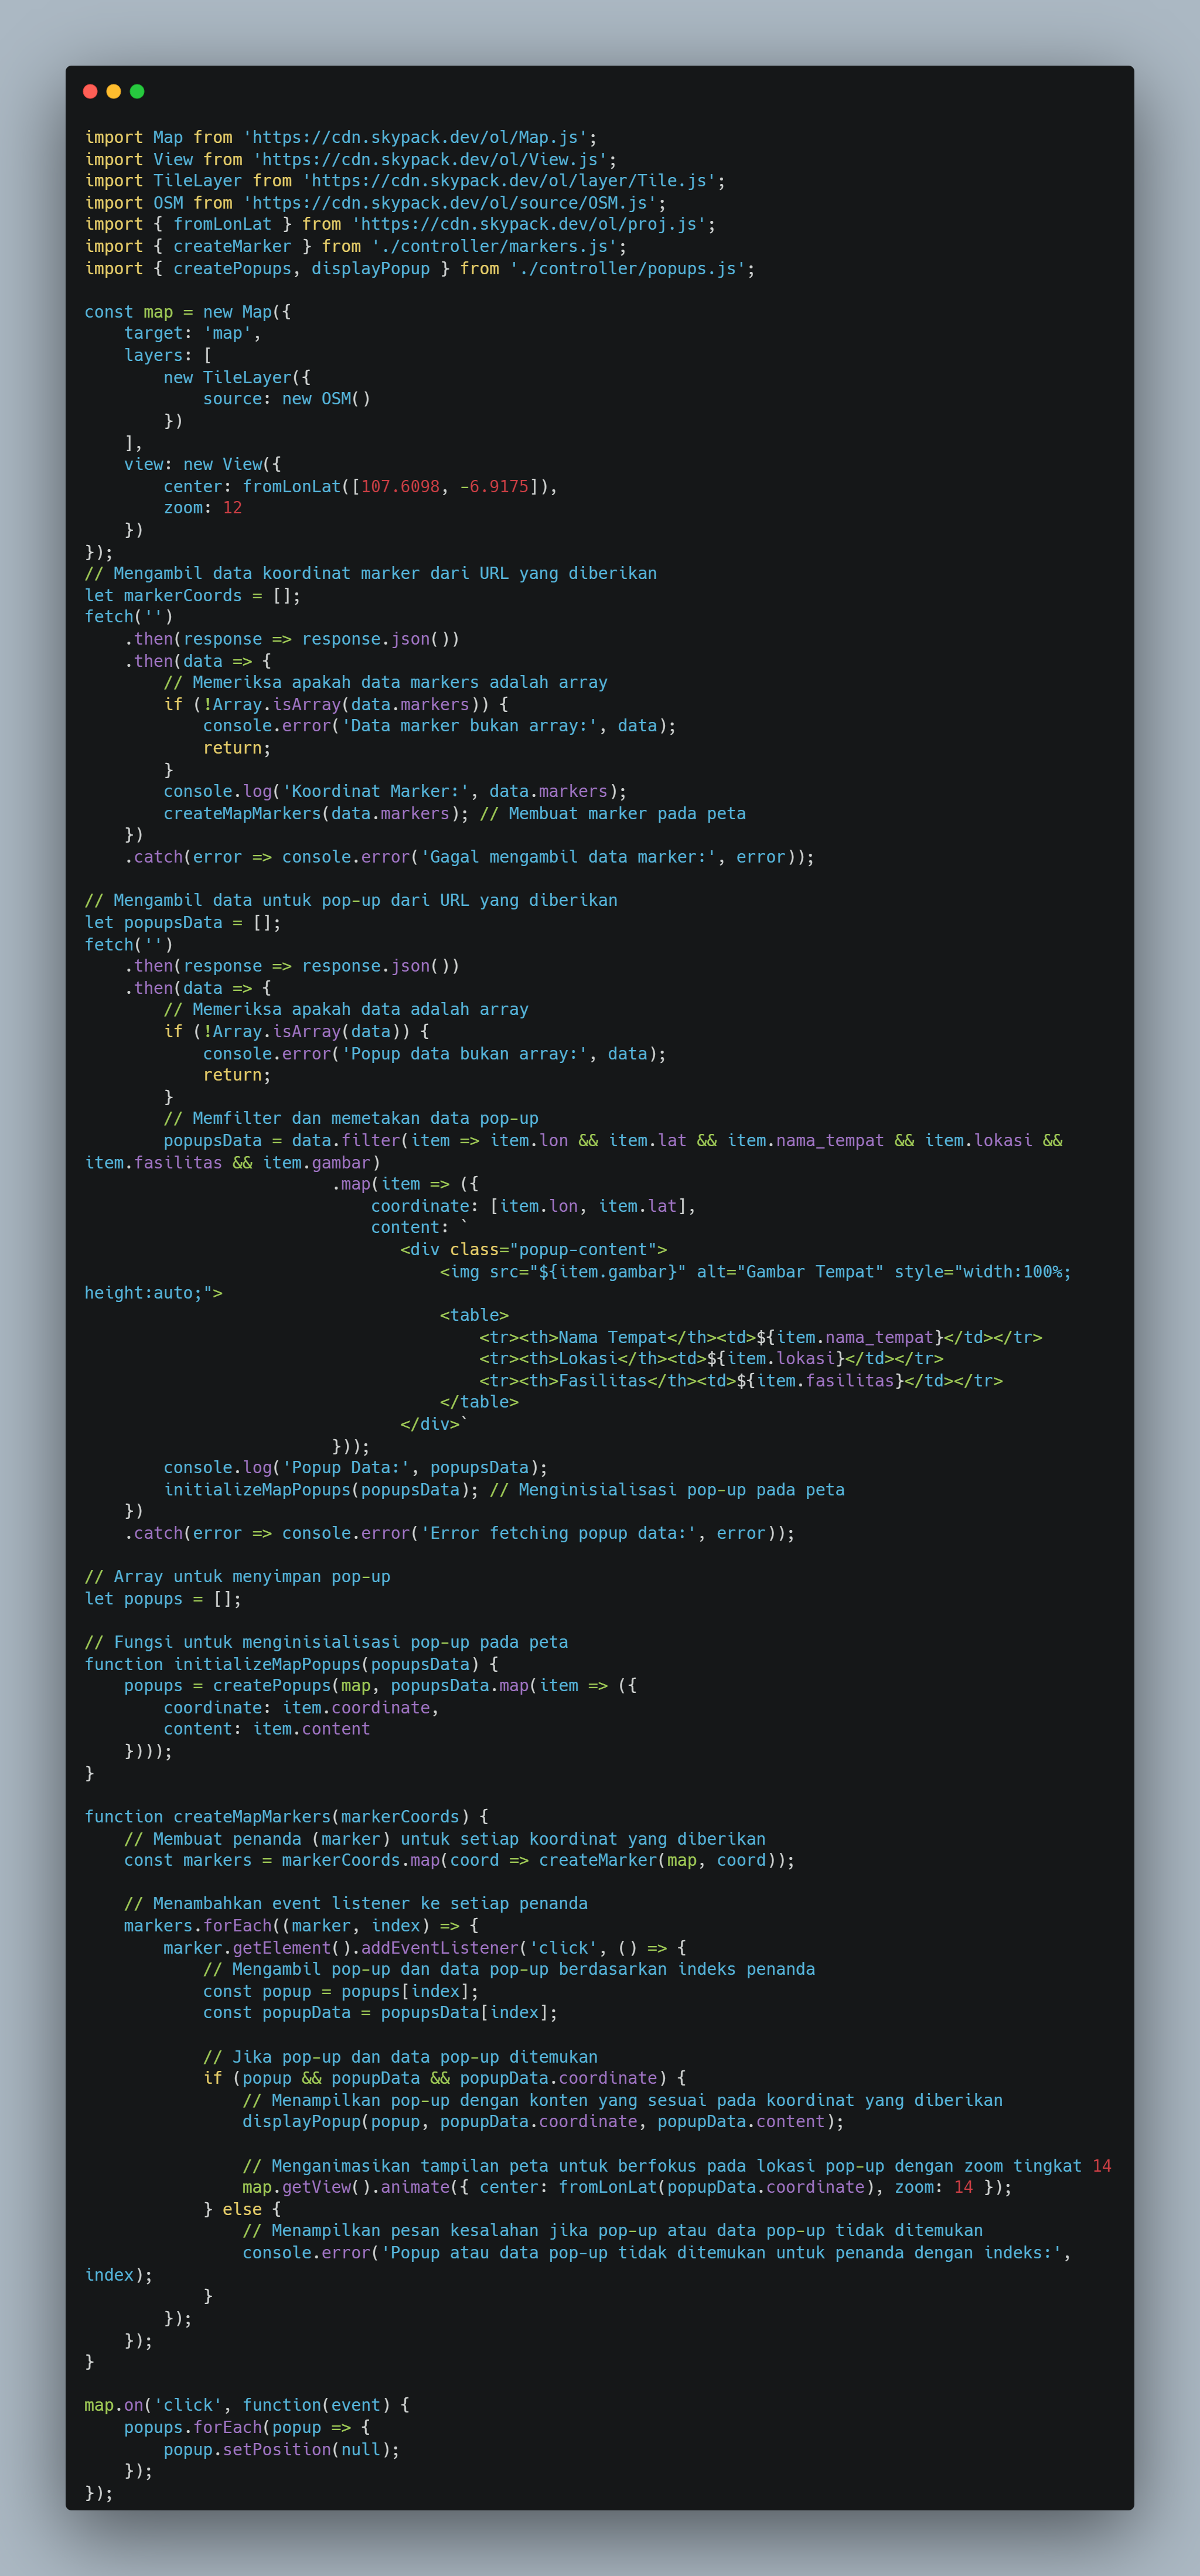 import Map from 'https://cdn.skypack.dev/ol/Map.js';
import View from 'https://cdn.skypack.dev/ol/View.js';
import TileLayer from 'https://cdn.skypack.dev/ol/layer/Tile.js';
import OSM from 'https://cdn.skypack.dev/ol/source/OSM.js';
import { fromLonLat } from 'https://cdn.skypack.dev/ol/proj.js';
import { createMarker } from './controller/markers.js';
import { createPopups, displayPopup } from './controller/popups.js';

const map = new Map({
    target: 'map',
    layers: [
        new TileLayer({
            source: new OSM()
        })
    ],
    view: new View({
        center: fromLonLat([107.6098, -6.9175]),
        zoom: 12
    })
});
// Mengambil data koordinat marker dari URL yang diberikan
let markerCoords = [];
fetch('')
    .then(response => response.json())
    .then(data => {
        // Memeriksa apakah data markers adalah array
        if (!Array.isArray(data.markers)) {
            console.error('Data marker bukan array:', data);
            return;
        }
        console.log('Koordinat Marker:', data.markers);
        createMapMarkers(data.markers); // Membuat marker pada peta
    })
    .catch(error => console.error('Gagal mengambil data marker:', error));

// Mengambil data untuk pop-up dari URL yang diberikan
let popupsData = [];
fetch('')
    .then(response => response.json())
    .then(data => {
        // Memeriksa apakah data adalah array
        if (!Array.isArray(data)) {
            console.error('Popup data bukan array:', data);
            return;
        }
        // Memfilter dan memetakan data pop-up
        popupsData = data.filter(item => item.lon && item.lat && item.nama_tempat && item.lokasi &&
item.fasilitas && item.gambar)
                         .map(item => ({
                             coordinate: [item.lon, item.lat],
                             content: `
                                <div class="popup-content">
                                    <img src="${item.gambar}" alt="Gambar Tempat" style="width:100%;
height:auto;">
                                    <table>
                                        <tr><th>Nama Tempat</th><td>${item.nama_tempat}</td></tr>
                                        <tr><th>Lokasi</th><td>${item.lokasi}</td></tr>
                                        <tr><th>Fasilitas</th><td>${item.fasilitas}</td></tr>
                                    </table>
                                </div>`
                         }));
        console.log('Popup Data:', popupsData);
        initializeMapPopups(popupsData); // Menginisialisasi pop-up pada peta
    })
    .catch(error => console.error('Error fetching popup data:', error));

// Array untuk menyimpan pop-up
let popups = [];

// Fungsi untuk menginisialisasi pop-up pada peta
function initializeMapPopups(popupsData) {
    popups = createPopups(map, popupsData.map(item => ({
        coordinate: item.coordinate,
        content: item.content
    })));
}

function createMapMarkers(markerCoords) {
    // Membuat penanda (marker) untuk setiap koordinat yang diberikan
    const markers = markerCoords.map(coord => createMarker(map, coord));

    // Menambahkan event listener ke setiap penanda
    markers.forEach((marker, index) => {
        marker.getElement().addEventListener('click', () => {
            // Mengambil pop-up dan data pop-up berdasarkan indeks penanda
            const popup = popups[index];
            const popupData = popupsData[index];

            // Jika pop-up dan data pop-up ditemukan
            if (popup && popupData && popupData.coordinate) {
                // Menampilkan pop-up dengan konten yang sesuai pada koordinat yang diberikan
                displayPopup(popup, popupData.coordinate, popupData.content);

                // Menganimasikan tampilan peta untuk berfokus pada lokasi pop-up dengan zoom tingkat 14
                map.getView().animate({ center: fromLonLat(popupData.coordinate), zoom: 14 });
            } else {
                // Menampilkan pesan kesalahan jika pop-up atau data pop-up tidak ditemukan
                console.error('Popup atau data pop-up tidak ditemukan untuk penanda dengan indeks:',
index);
            }
        });
    });
}

map.on('click', function(event) {
    popups.forEach(popup => {
        popup.setPosition(null);
    });
});